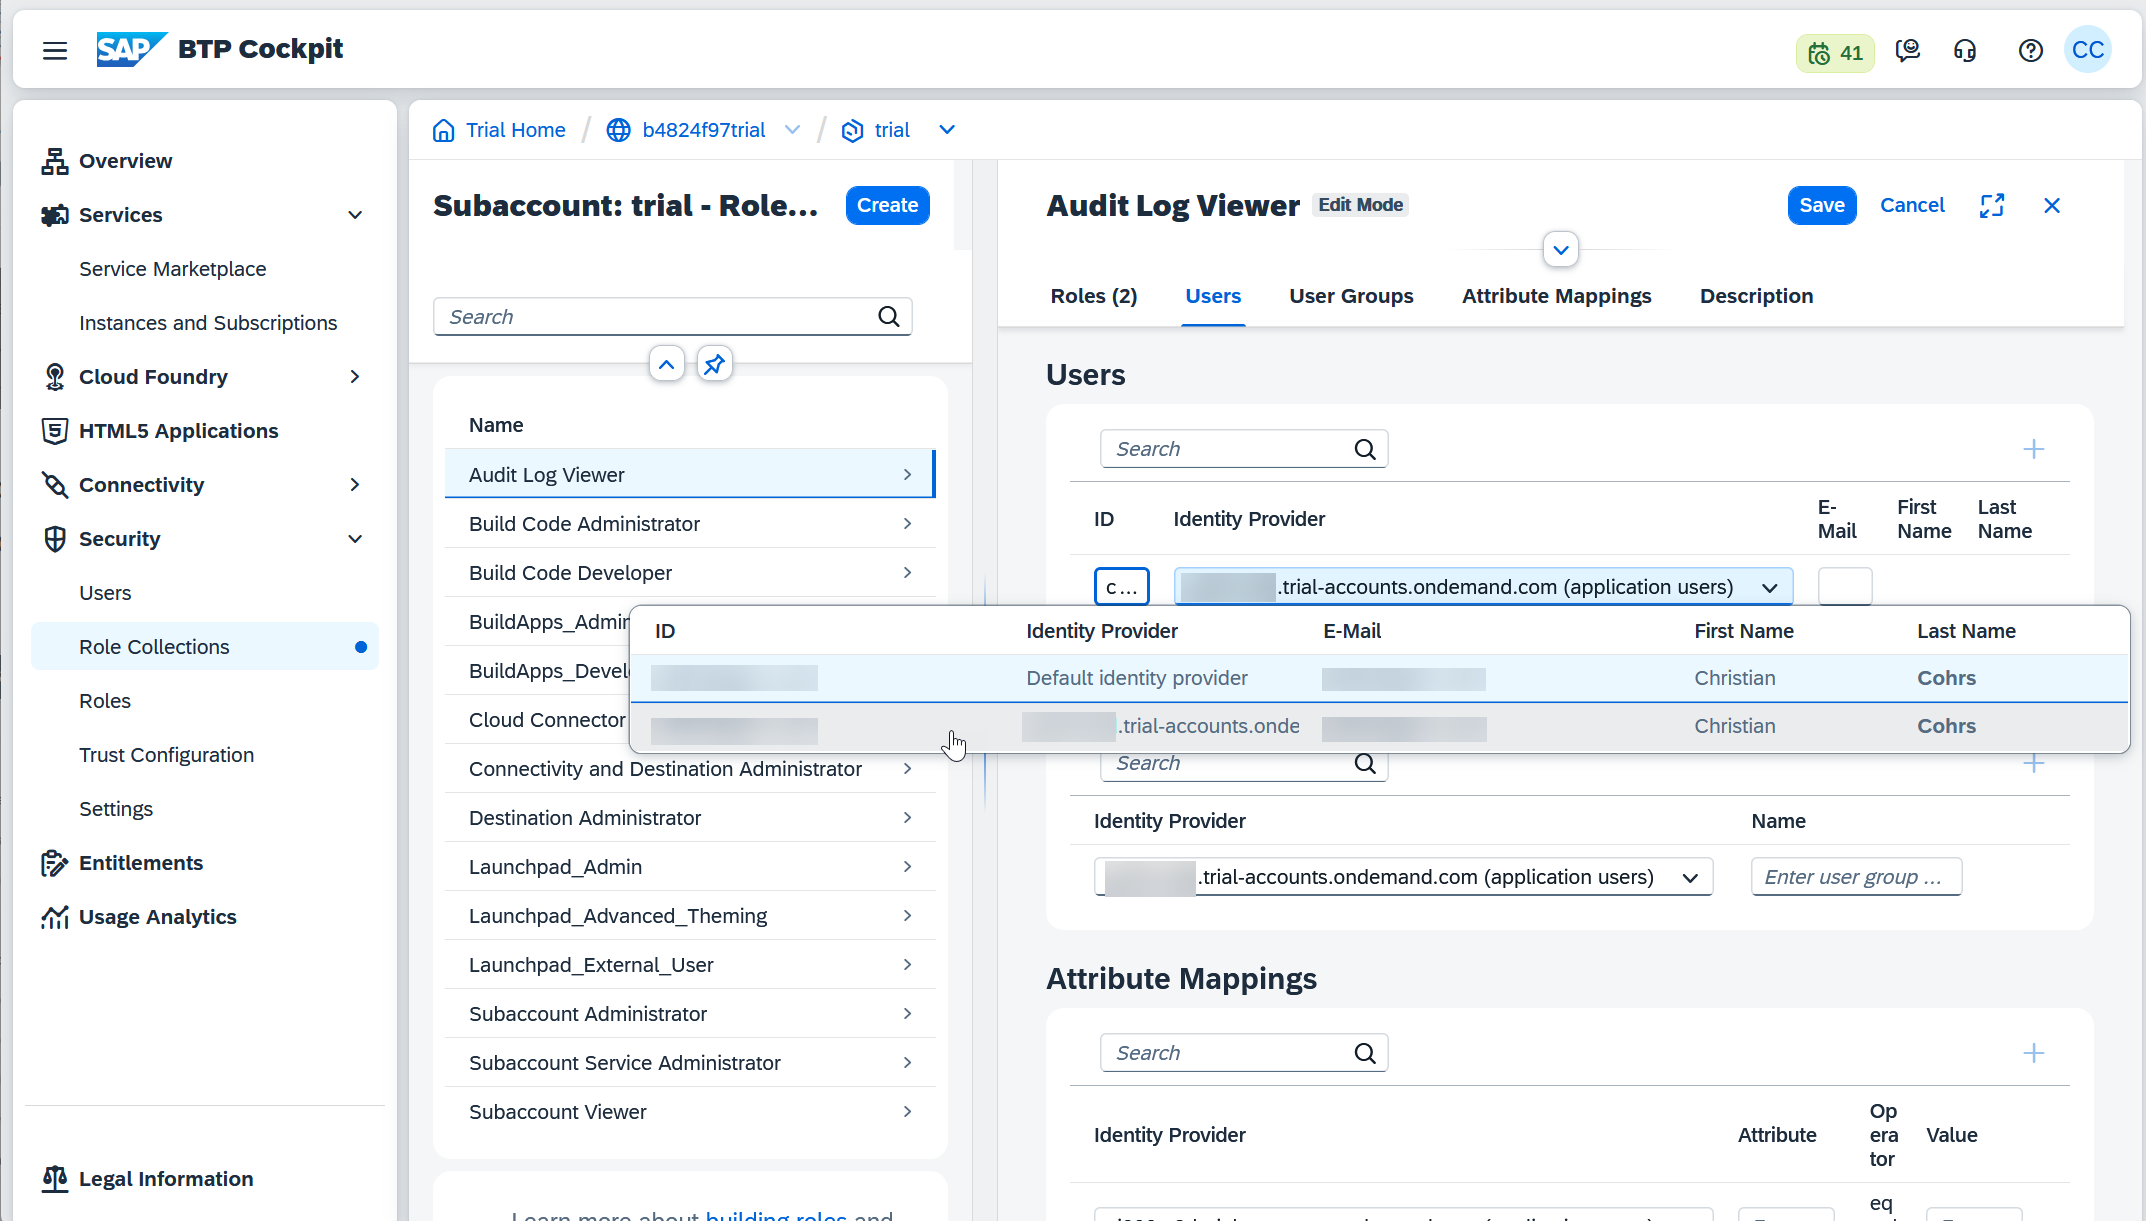 SAP BTP Cockpit
41
CC
Overview
Services
Service Marketplace
Instances and Subscriptions
Cloud Foundry
HTML5 Applications
Connectivity
Security
Users
Role Collections
Roles
Trust Configuration
Settings
Entitlements
Usage Analytics
Legal Information
Trial Home / b4824f97trial / trial
Subaccount: trial - Role...
Create
Search
Name
Audit Log Viewer
Build Code Administrator
Build Code Developer
BuildApps_Admin
BuildApps_Devel
Cloud Connector
Connectivity and Destination Administrator
Destination Administrator
Launchpad_Admin
Launchpad_Advanced_Theming
Launchpad_External_User
Subaccount Administrator
Subaccount Service Administrator
Subaccount Viewer
Learn more about building roles and
Audit Log Viewer Edit Mode
Save Cancel
Roles (2) Users User Groups Attribute Mappings Description
Users
Search
ID Identity Provider E-Mail First Name Last Name
c... .trial-accounts.ondemand.com (application users)
ID Identity Provider E-Mail First Name Last Name
Default identity provider Christian Cohrs
.trial-accounts.onde Christian Cohrs
Search
Identity Provider Name
.trial-accounts.ondemand.com (application users) Enter user group ...
Attribute Mappings
Search
Identity Provider Attribute Operator Value
eq